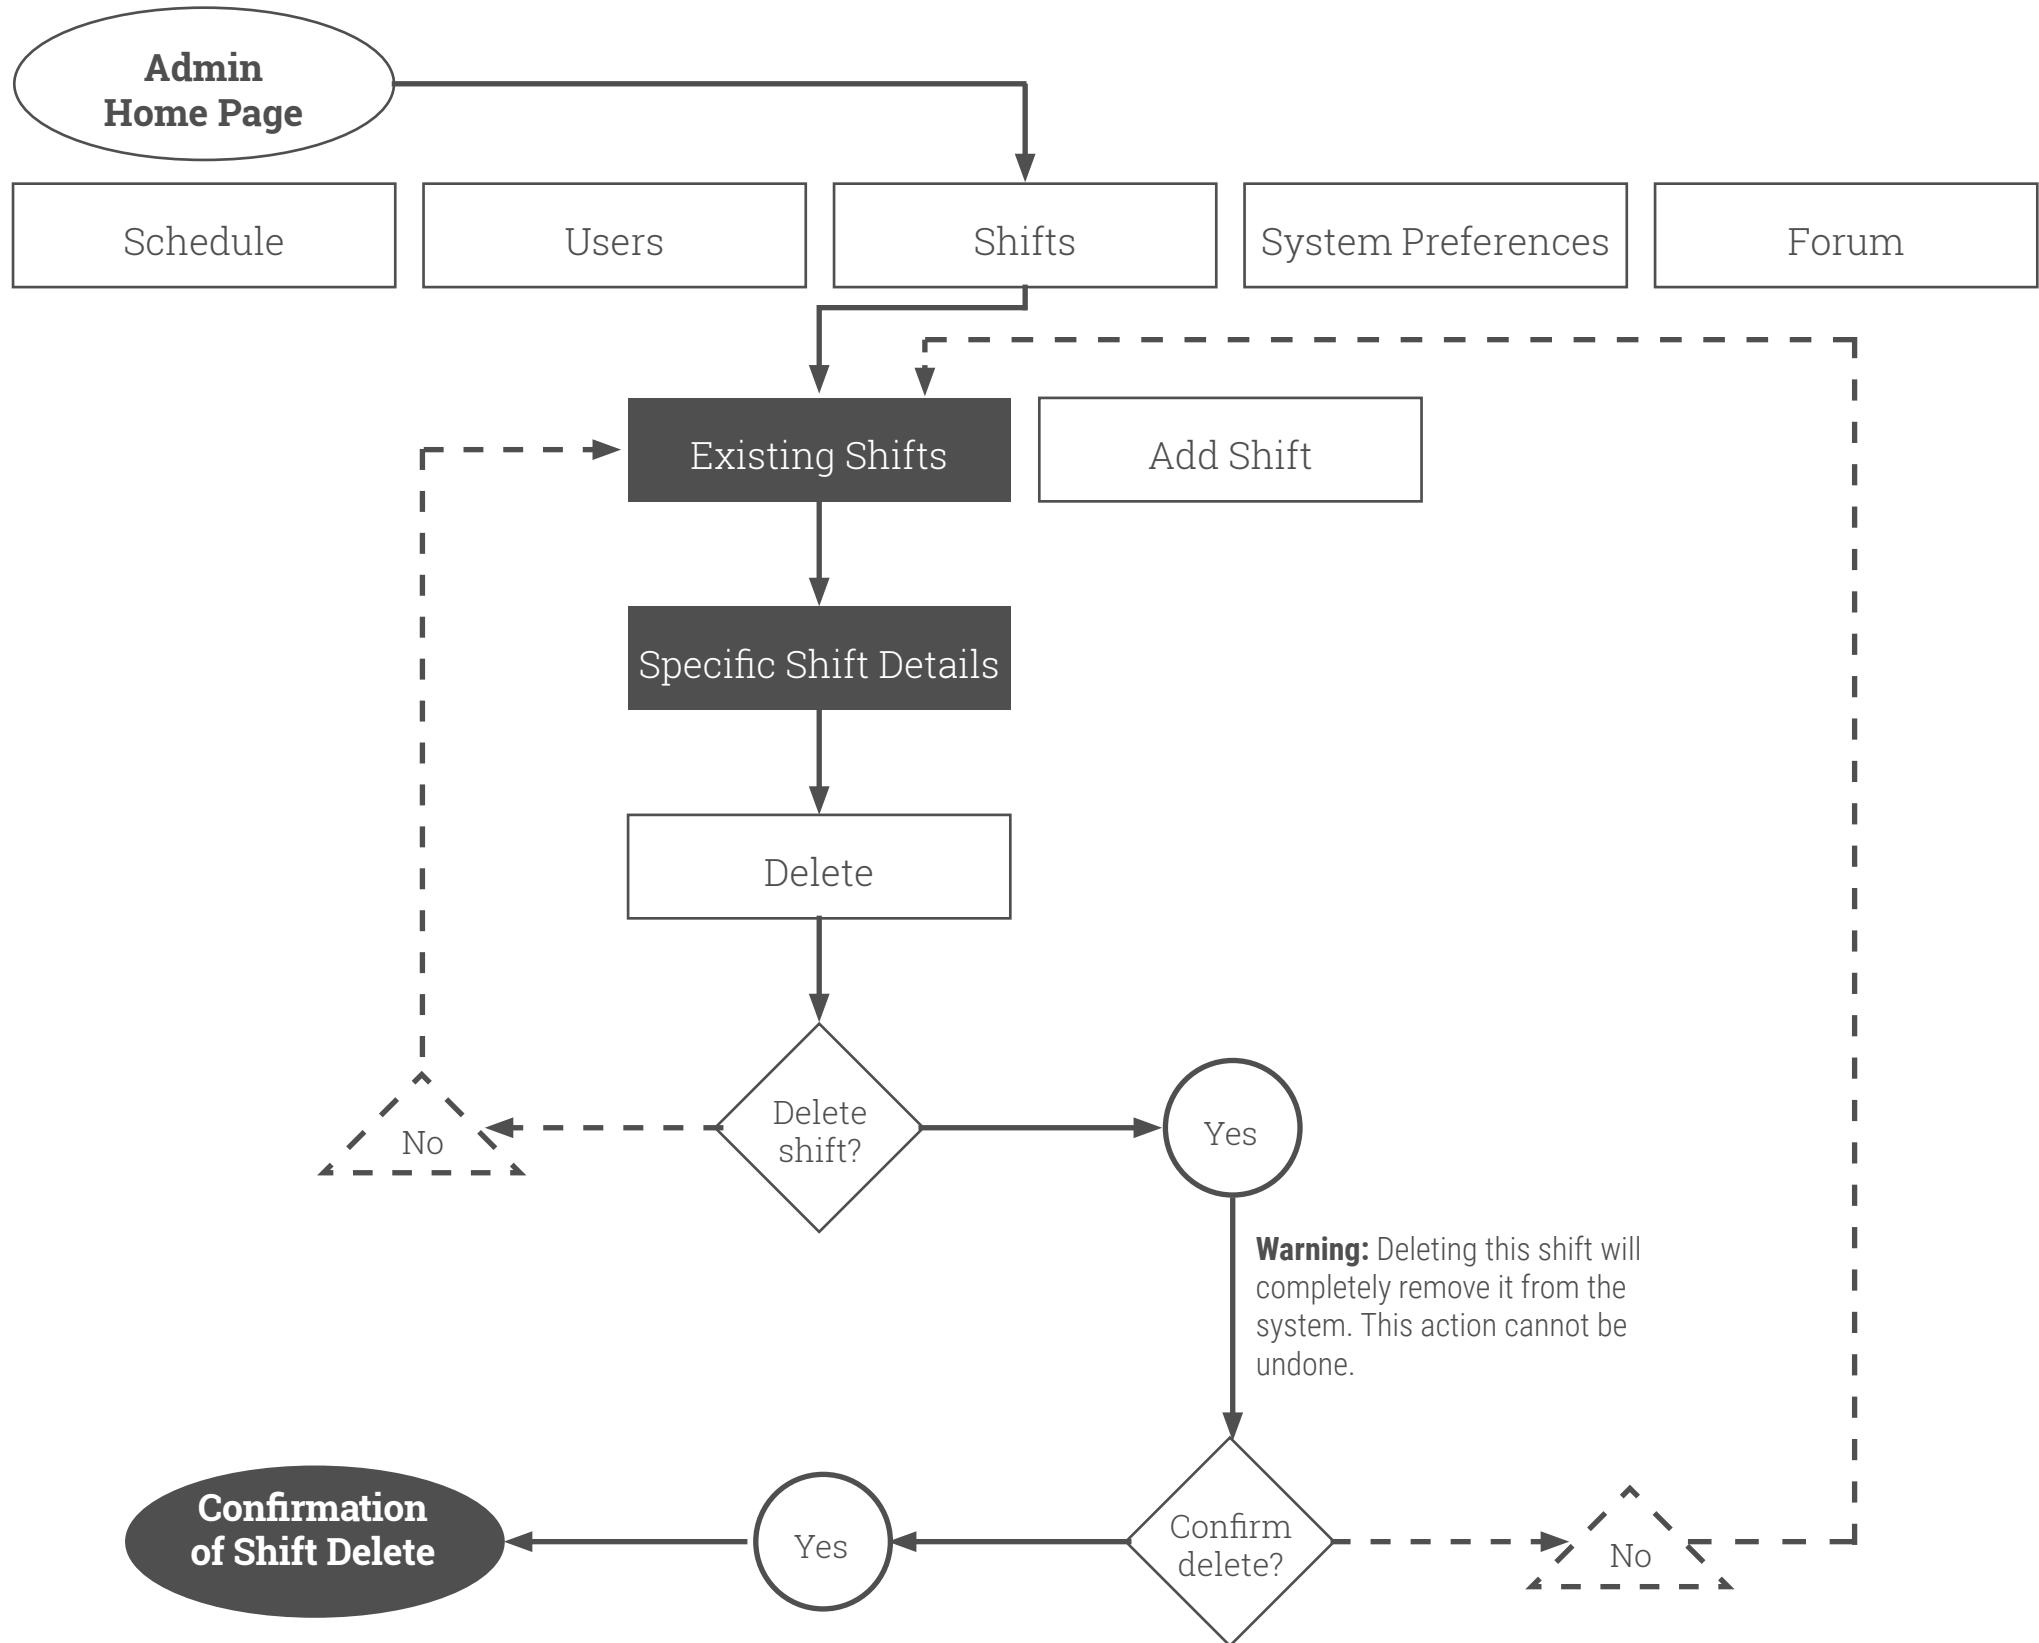 Admin
Home Page
Schedule
Users
Shifts
System Preferences
Forum
Existing Shifts
Add Shift
Specific Shift Details
Delete
Delete
shift?
No
Yes
Warning: Deleting this shift will
completely remove it from the
system. This action cannot be
undone.
Confirm
delete?
Yes
No
Confirmation
of Shift Delete